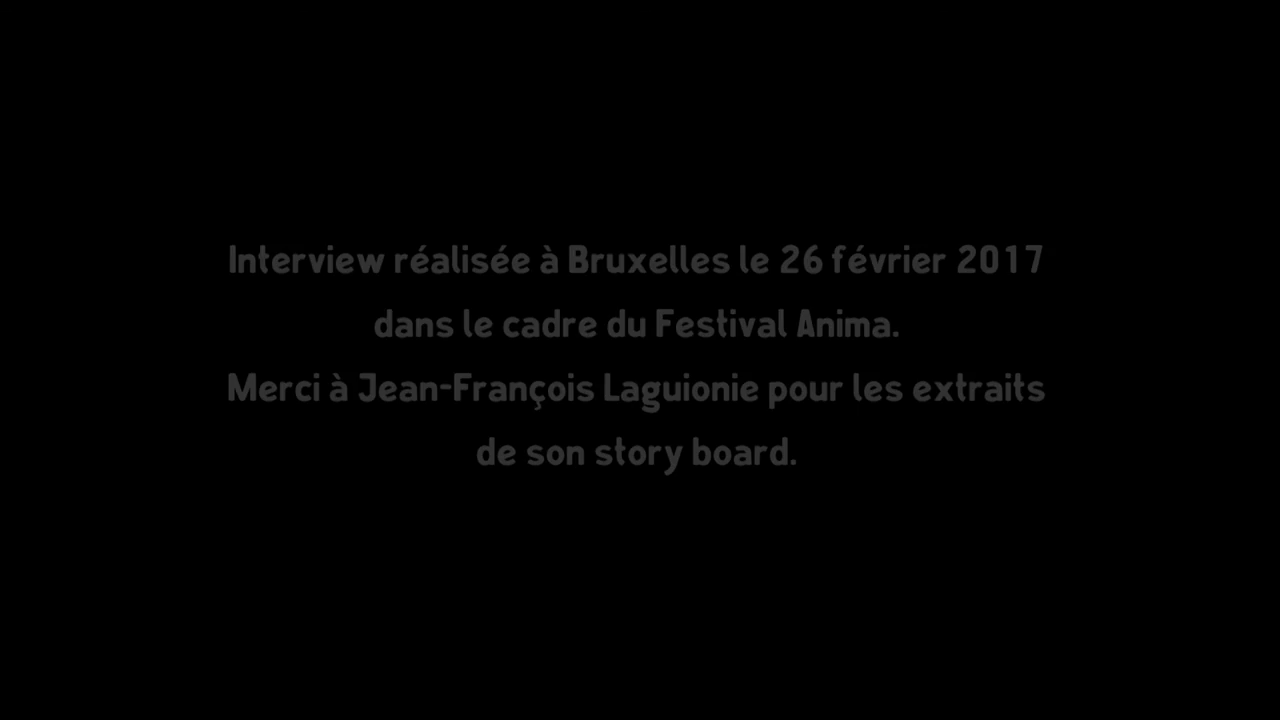 Interview réalisée à Bruxelles le 26 février 2017
dans le cadre du Festival Anima.
Merci à Jean-François Laguionie pour les extraits
de son story board.